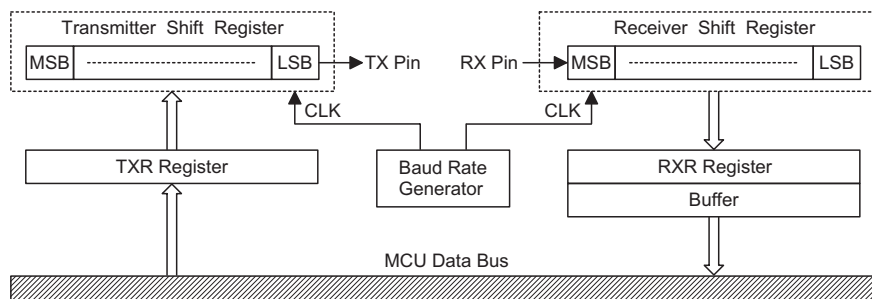 Transmitter Shift Register
Receiver Shift Register
MSB
LSB
TX Pin
RX Pin
MSB
LSB
CLK
CLK
TXR Register
Baud Rate
Generator
RXR Register
Buffer
MCU Data Bus